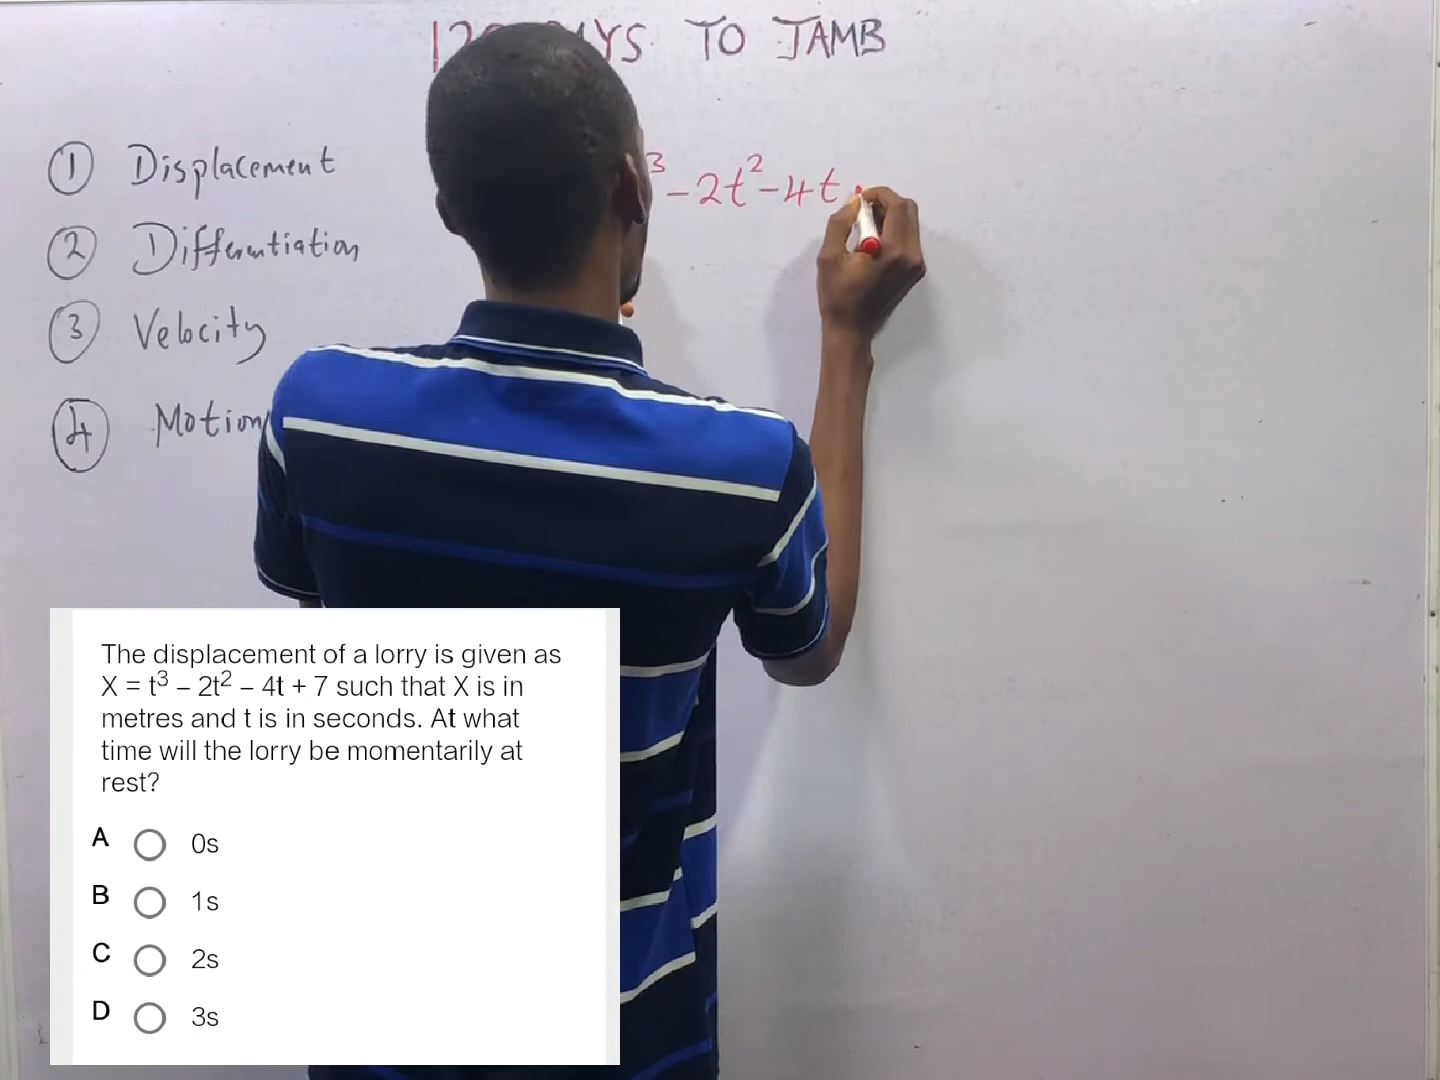 YS TO JAMB
1 Displacement
3 - 2t² - 4t
2 Differentiation
3 Velocity
4 Motion
The displacement of a lorry is given as
X = t³ – 2t² – 4t + 7 such that X is in
metres and t is in seconds. At what
time will the lorry be momentarily at
rest?
A 0s
B 1s
C 2s
D 3s